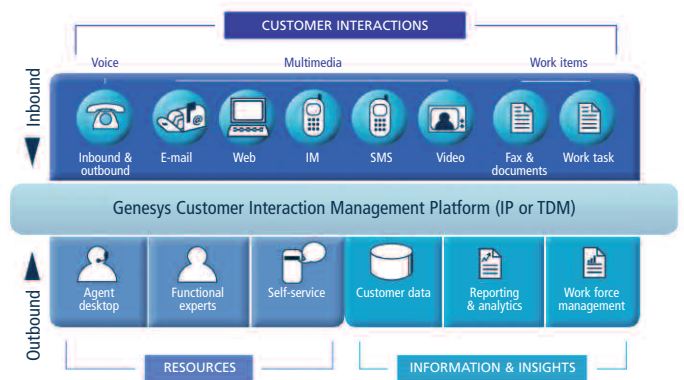 CUSTOMER INTERACTIONS
Voice
Multimedia
Work items
Inbound
Inbound &
outbound
E-mail
Web
IM
SMS
Video
Fax &
documents
Work task
Genesys Customer Interaction Management Platform (IP or TDM)
Outbound
Agent
desktop
Functional
experts
Self-service
Customer data
Reporting
& analytics
Work force
management
RESOURCES
INFORMATION & INSIGHTS